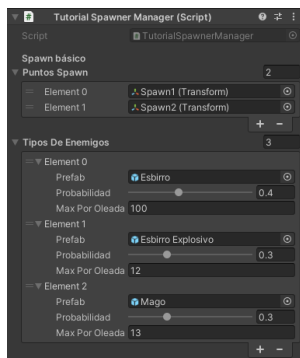 Tutorial Spawner Manager (Script)
Script TutorialSpawnerManager
Spawn básico
Puntos Spawn 2
Element 0 Spawn1 (Transform)
Element 1 Spawn2 (Transform)
+ −
Tipos De Enemigos 3
Element 0
Prefab Esbirro
Probabilidad 0.4
Max Por Oleada 100
Element 1
Prefab Esbirro Explosivo
Probabilidad 0.3
Max Por Oleada 12
Element 2
Prefab Mago
Probabilidad 0.3
Max Por Oleada 13
+ −